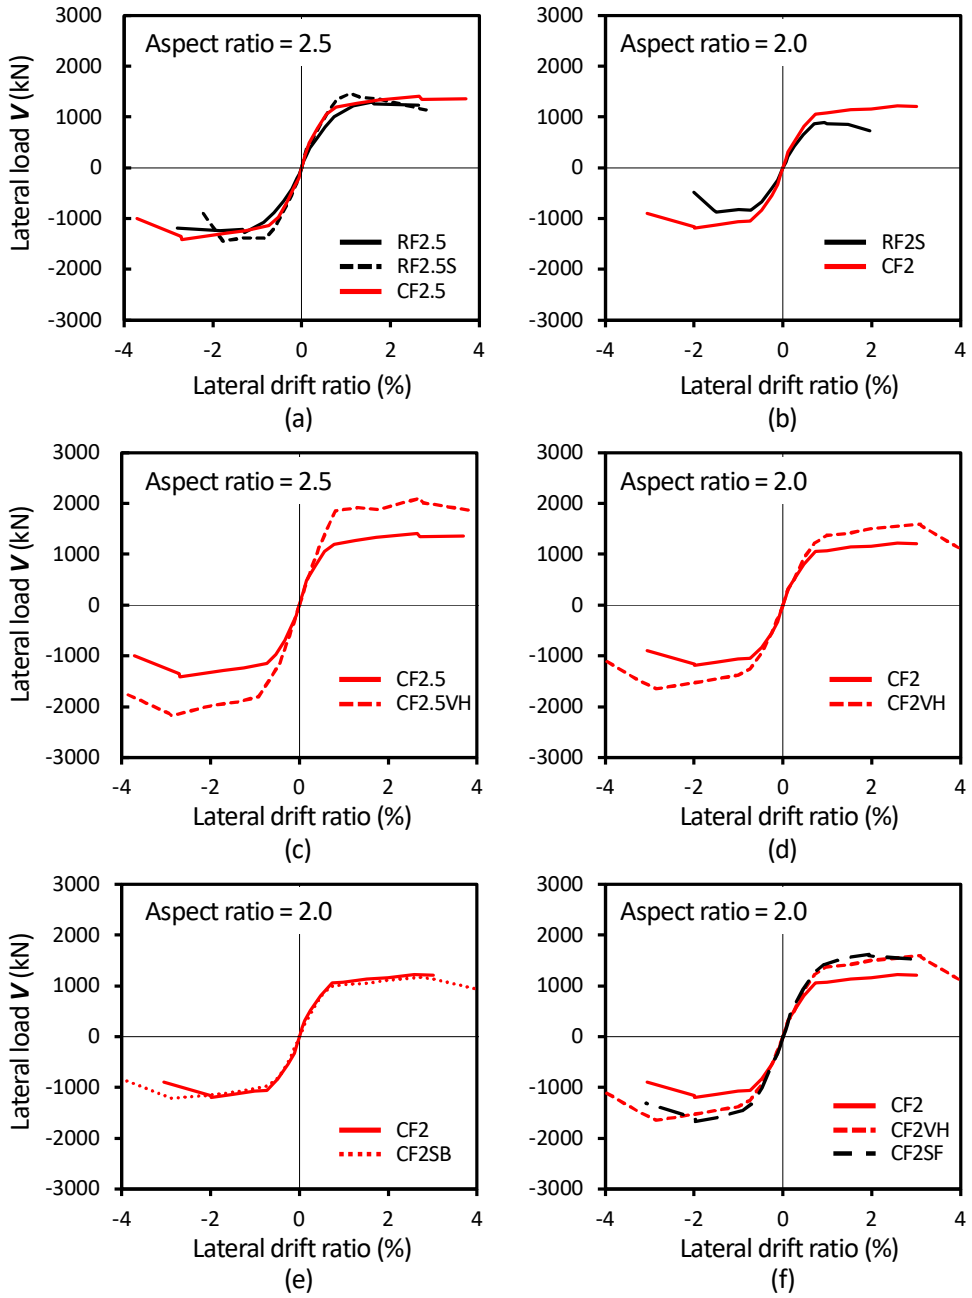 3000
2000
1000
0
-1000
-2000
-3000
Lateral load V (kN)
Aspect ratio = 2.5
RF2.5
RF2.5S
CF2.5
-4
-2
0
2
4
Lateral drift ratio (%)
(a)
3000
2000
1000
0
-1000
-2000
-3000
Aspect ratio = 2.0
RF2S
CF2
-4
-2
0
2
4
Lateral drift ratio (%)
(b)
3000
2000
1000
0
-1000
-2000
-3000
Lateral load V (kN)
Aspect ratio = 2.5
CF2.5
CF2.5VH
-4
-2
0
2
4
Lateral drift ratio (%)
(c)
3000
2000
1000
0
-1000
-2000
-3000
Aspect ratio = 2.0
CF2
CF2VH
-4
-2
0
2
4
Lateral drift ratio (%)
(d)
3000
2000
1000
0
-1000
-2000
-3000
Lateral load V (kN)
Aspect ratio = 2.0
CF2
CF2SB
-4
-2
0
2
4
Lateral drift ratio (%)
(e)
3000
2000
1000
0
-1000
-2000
-3000
Aspect ratio = 2.0
CF2
CF2VH
CF2SF
-4
-2
0
2
4
Lateral drift ratio (%)
(f)